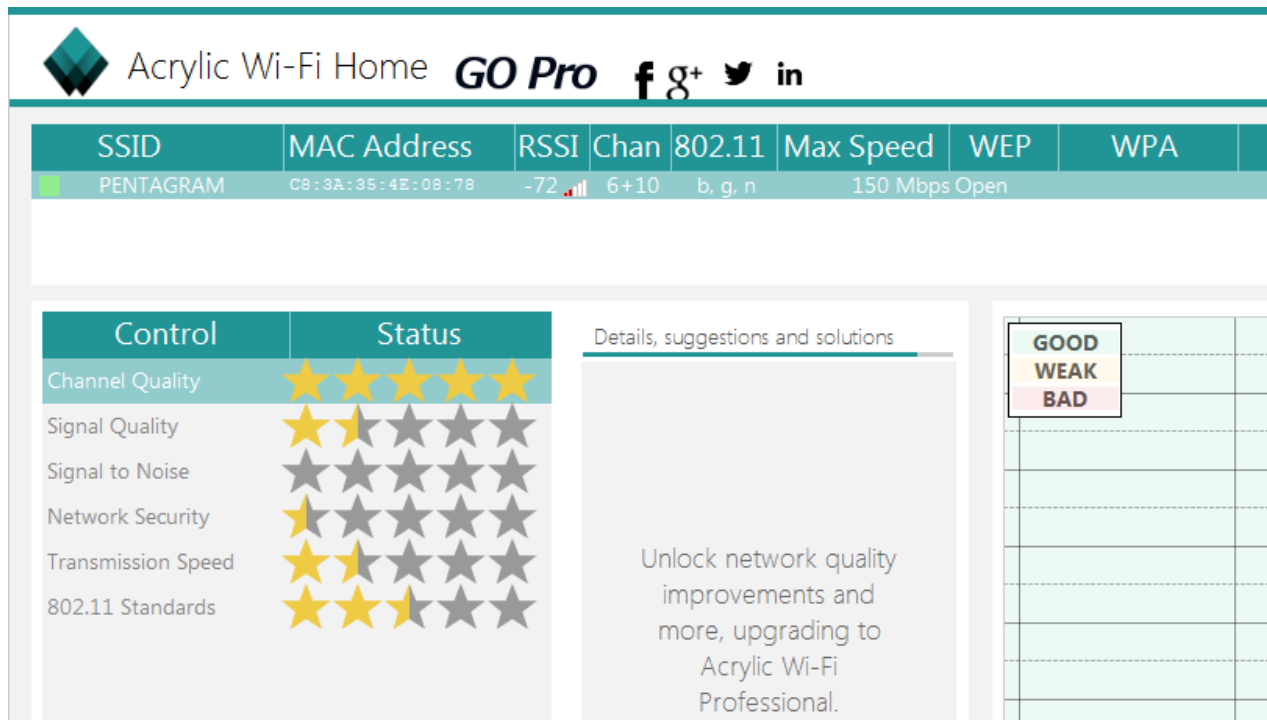 Acrylic Wi-Fi Home GO Pro f g+ in
SSID MAC Address RSSI Chan 802.11 Max Speed WEP WPA
PENTAGRAM C8:3A:35:4E:08:78 -72 6+10 b, g, n 150 Mbps Open
Control Status
Channel Quality
Signal Quality
Signal to Noise
Network Security
Transmission Speed
802.11 Standards
Details, suggestions and solutions
Unlock network quality
improvements and
more, upgrading to
Acrylic Wi-Fi
Professional.
GOOD
WEAK
BAD